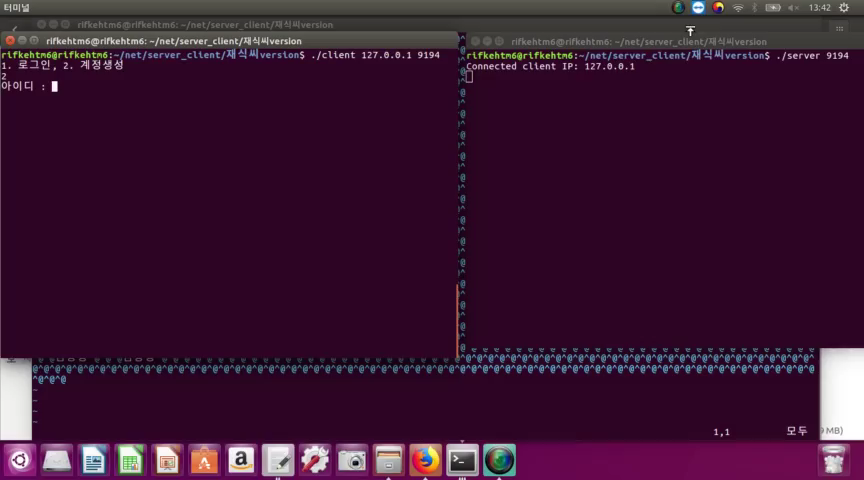 터미널
13:42
rifkehtm6@rifkehtm6: ~/net/server_client/재식씨version
rifkehtm6@rifkehtm6: ~/net/server_client/재식씨version
rifkehtm6@rifkehtm6:~/net/server_client/재식씨version$ ./client 127.0.0.1 9194
1. 로그인, 2. 계정생성
2
아이디 :
rifkehtm6@rifkehtm6: ~/net/server_client/재식씨version
rifkehtm6@rifkehtm6:~/net/server_client/재식씨version$ ./server 9194
Connected client IP: 127.0.0.1
^@^@^@
1,1 모두
MB)